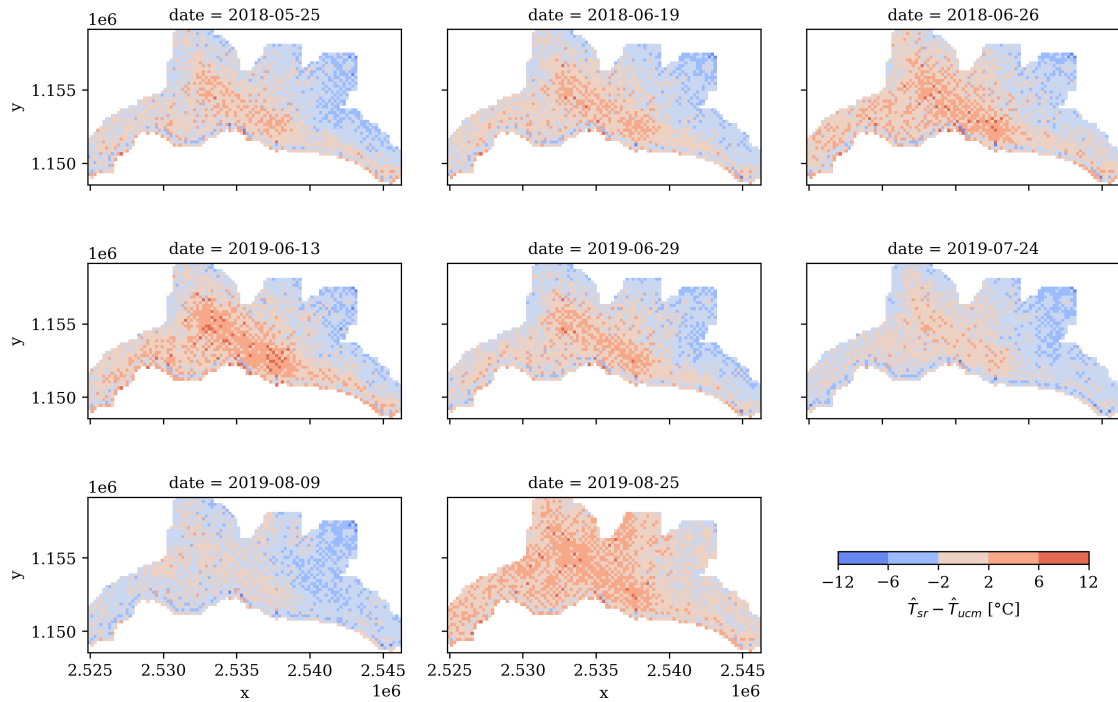 date = 2018-05-25 date = 2018-06-19 date = 2018-06-26
1e6
y
1.155
1.150
date = 2019-06-13 date = 2019-06-29 date = 2019-07-24
1e6
y
1.155
1.150
date = 2019-08-09 date = 2019-08-25
1e6
y
1.155
1.150
2.525 2.530 2.535 2.540 2.545
x
1e6
2.525 2.530 2.535 2.540 2.545
x
1e6
−12 −6 −2 2 6 12
T̂sr − T̂ucm [°C]